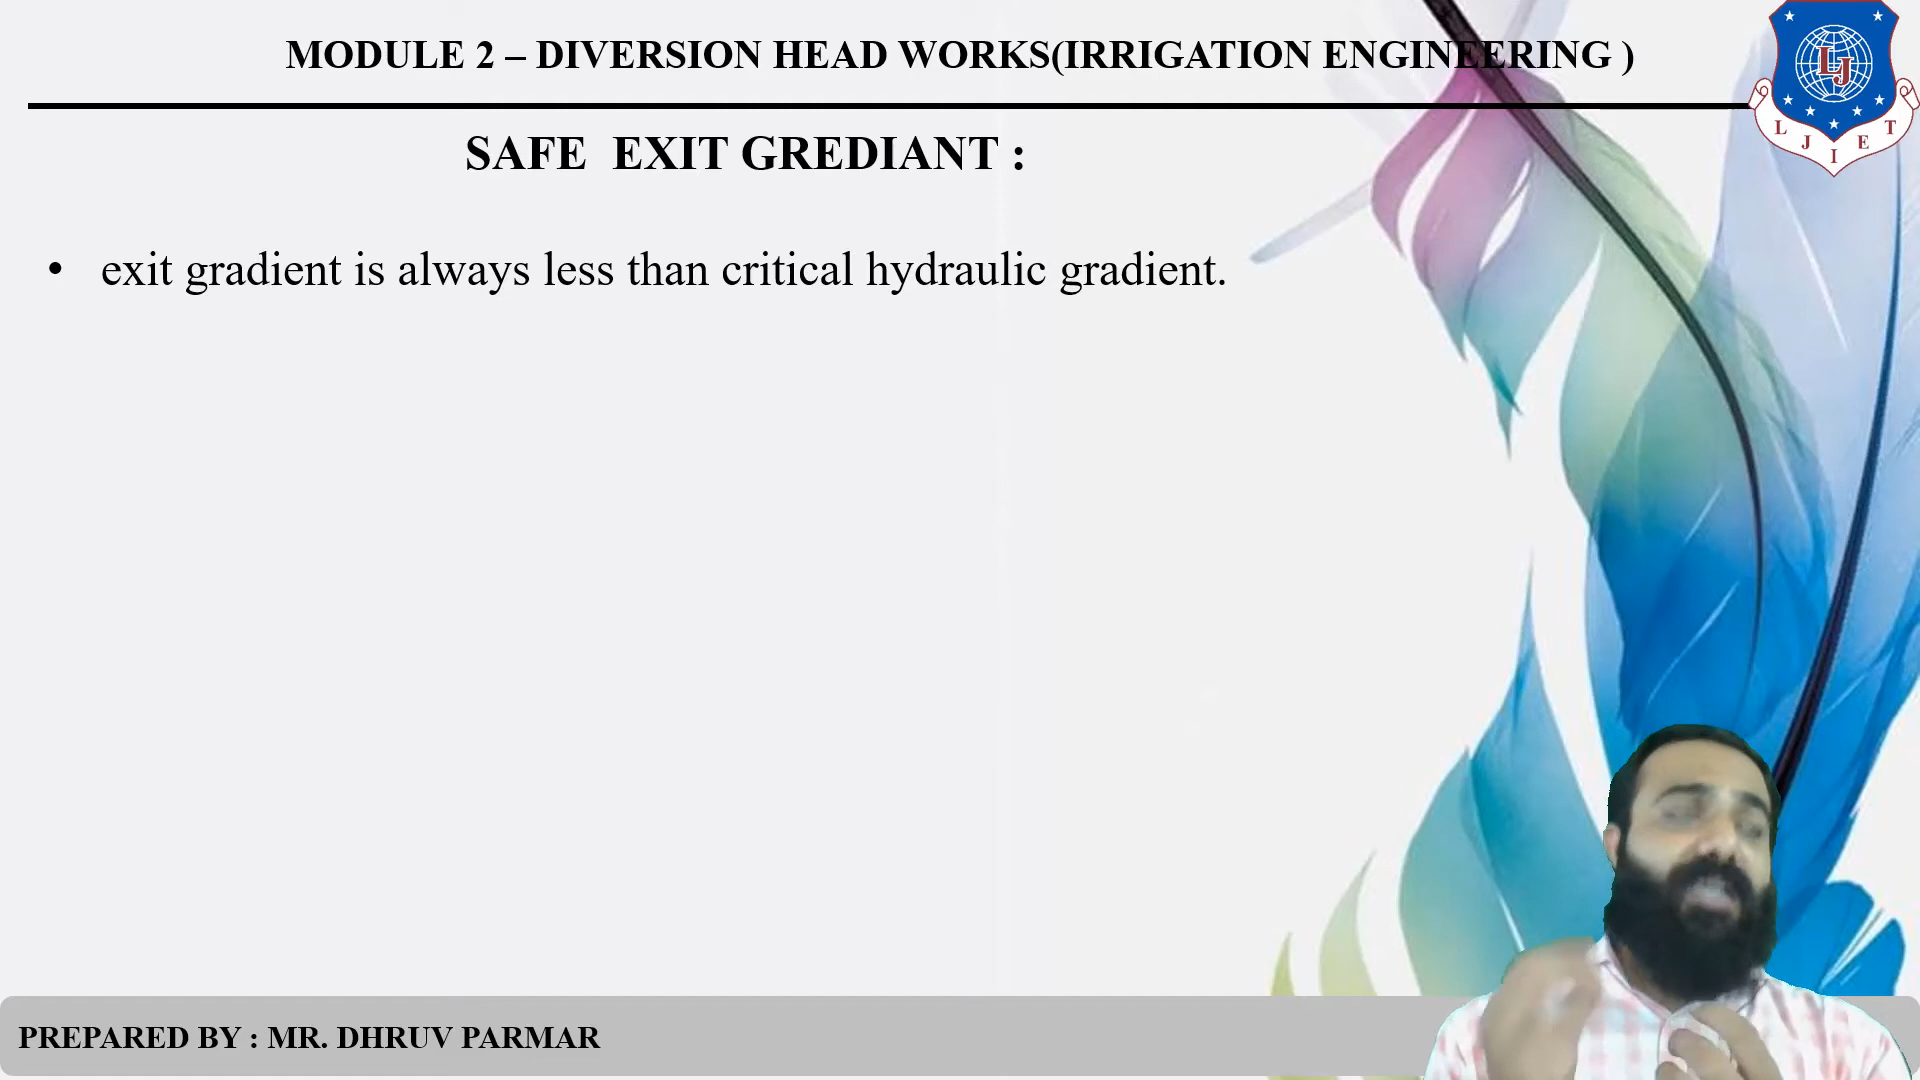 MODULE 2 – DIVERSION HEAD WORKS(IRRIGATION ENGINEERING )
LJ
L J I E T
SAFE EXIT GREDIANT :
• exit gradient is always less than critical hydraulic gradient.
PREPARED BY : MR. DHRUV PARMAR